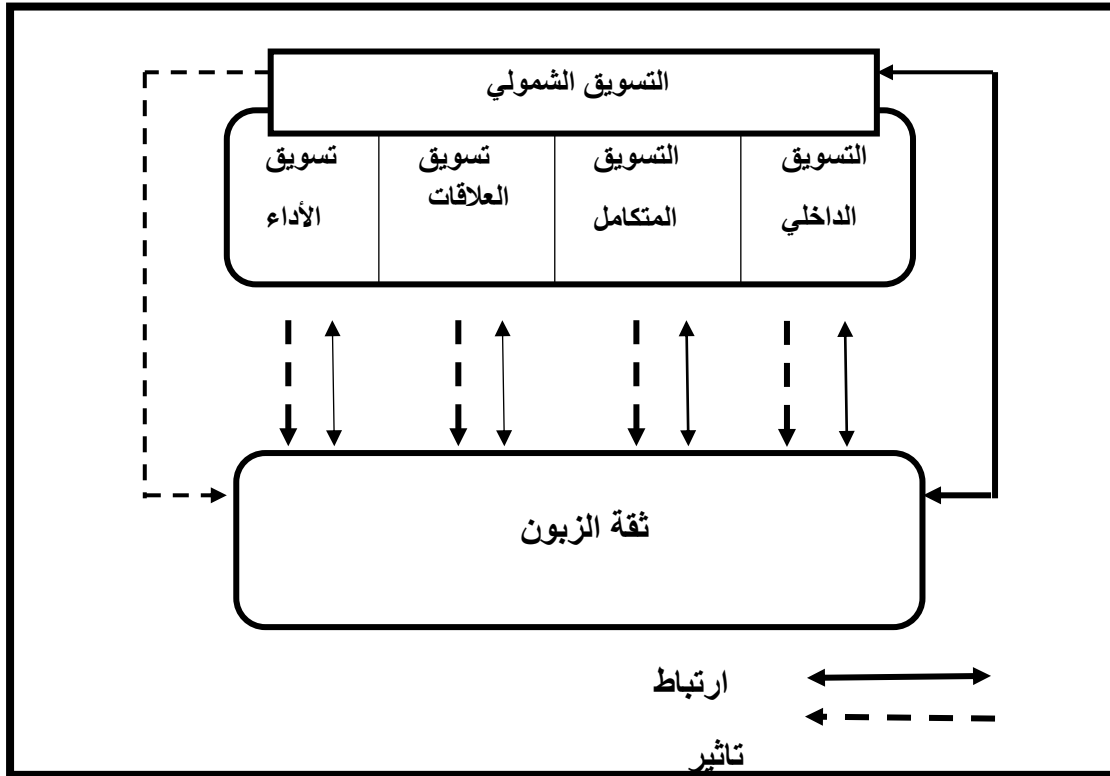 التسويق الشمولي
التسويق
الداخلي
التسويق
المتكامل
تسويق
العلاقات
تسويق
الأداء
ثقة الزبون
ارتباط
تاثير